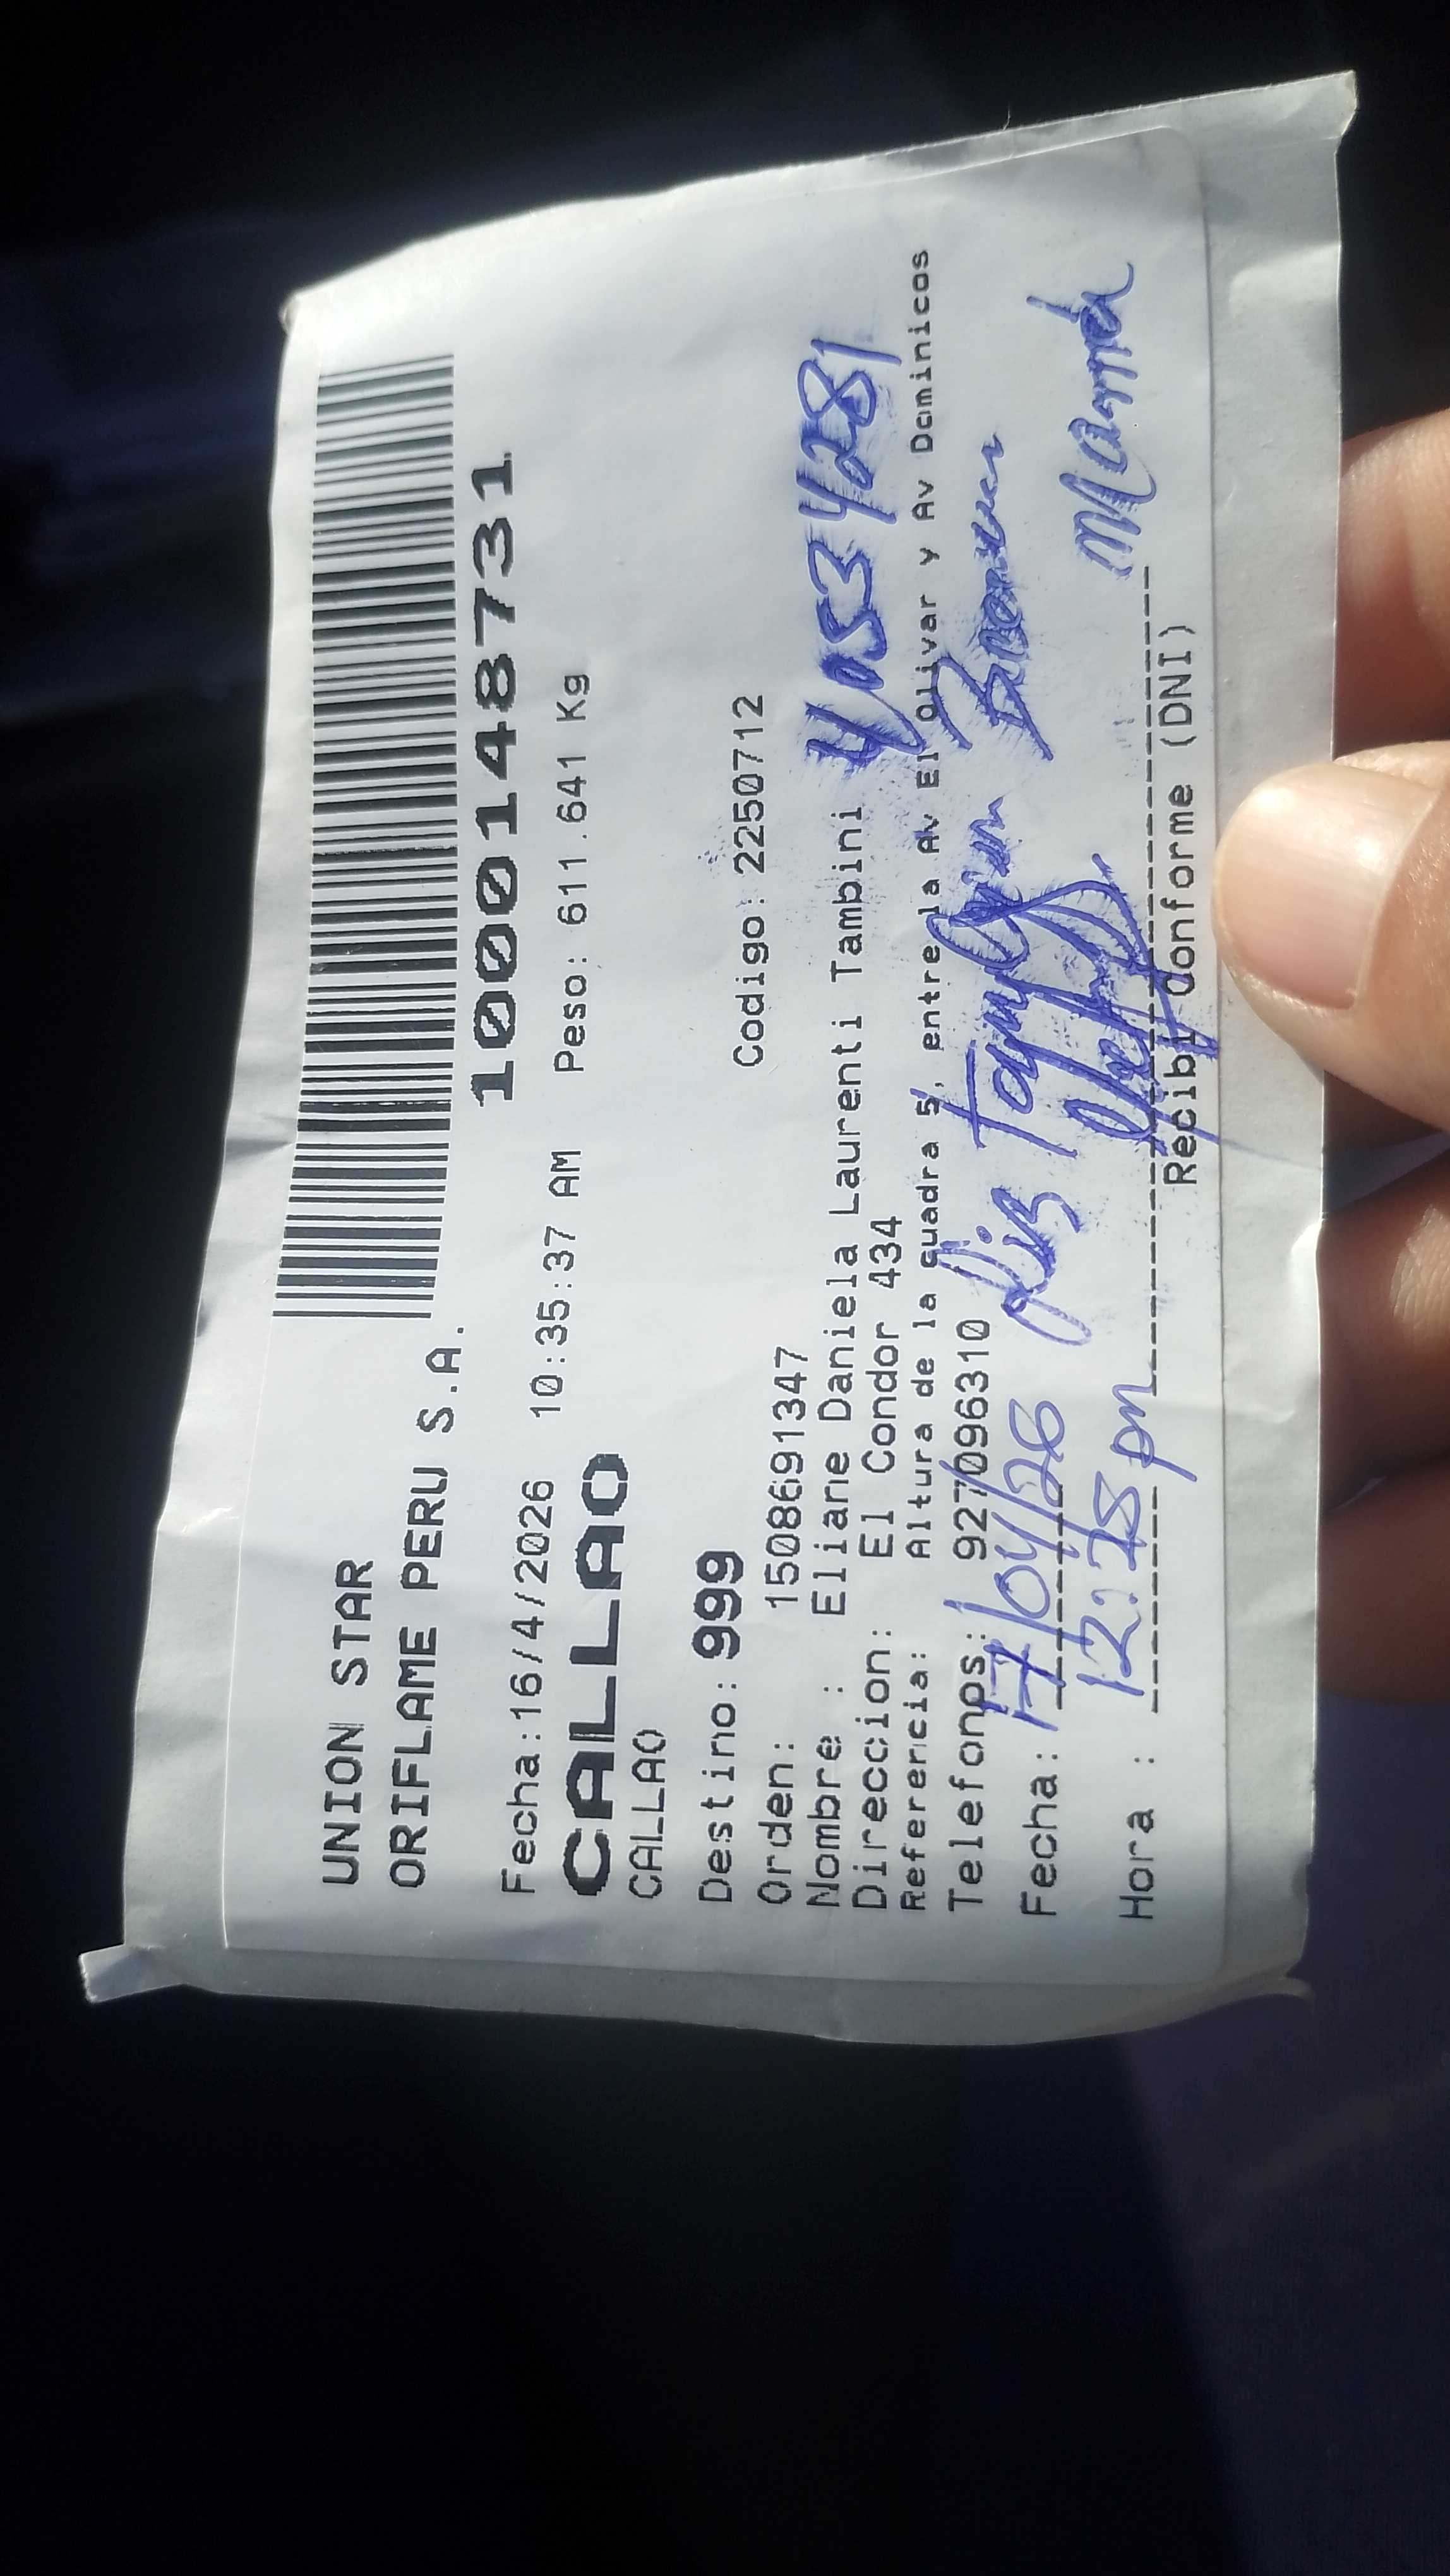 UNION STAR
ORIFLAME PERU S.A.
1000148731
Fecha:16/4/2026 10:35:37 AM Peso: 611.641 Kg
CALLAO
CALLAO
Destino: 999
Codigo: 2250712
Orden: 1508691347
Nombre : Eliane Daniela Laurenti Tambini
Direccion: El Condor 434
Referencia: Altura de la cuadra 5, entre la Av El Olivar y Av Dominicos
Telefonos: 927096310
Fecha: 17/04/26
Mamá
Hora : 12:28 pm
Recibi Conforme (DNI)